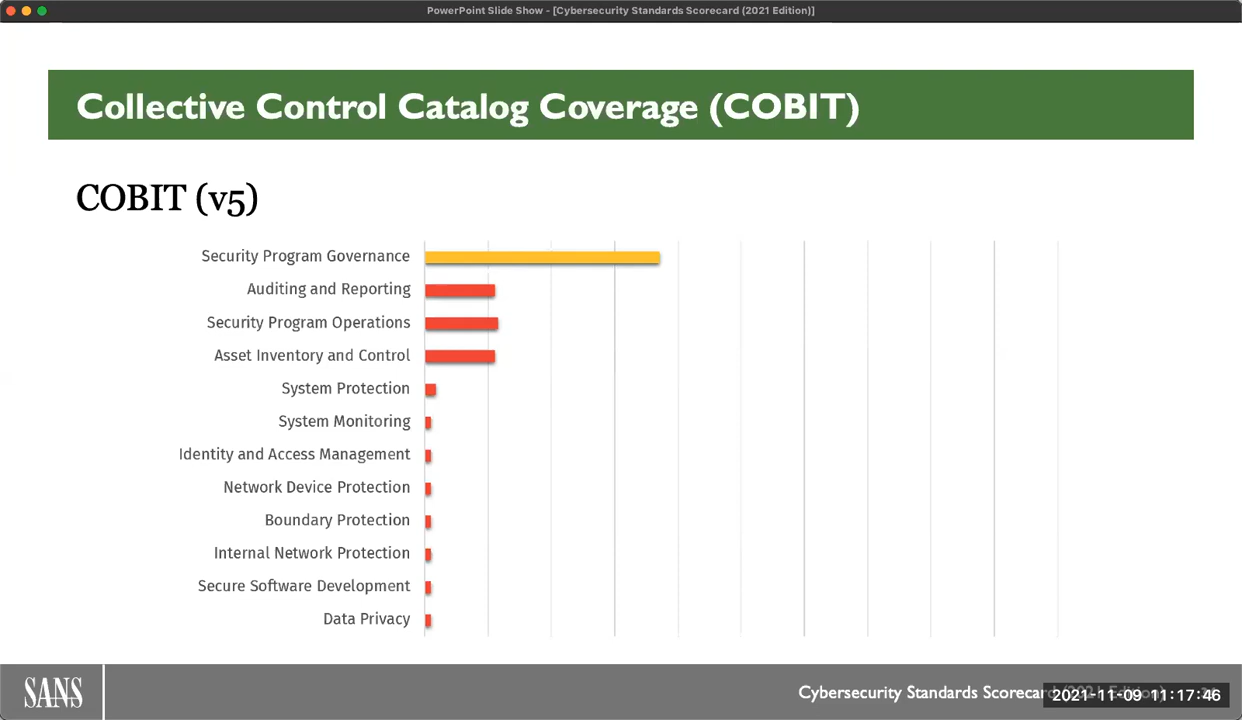 PowerPoint Slide Show - [Cybersecurity Standards Scorecard (2021 Edition)]
Collective Control Catalog Coverage (COBIT)
COBIT (v5)
Security Program Governance
Auditing and Reporting
Security Program Operations
Asset Inventory and Control
System Protection
System Monitoring
Identity and Access Management
Network Device Protection
Boundary Protection
Internal Network Protection
Secure Software Development
Data Privacy
SANS
Cybersecurity Standards Scorecard (2021 Edition)
2021-11-09 11:17:46